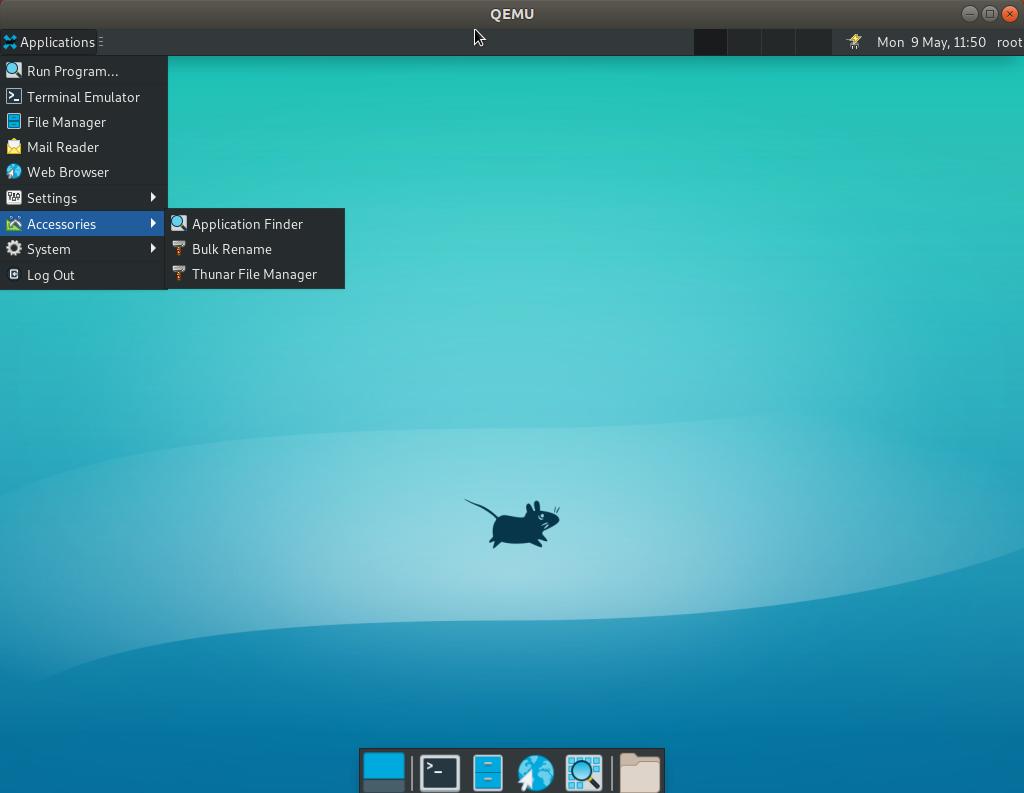 QEMU
Applications
Mon 9 May, 11:50 root
Run Program...
Terminal Emulator
File Manager
Mail Reader
Web Browser
Settings
Accessories
System
Log Out
Application Finder
Bulk Rename
Thunar File Manager